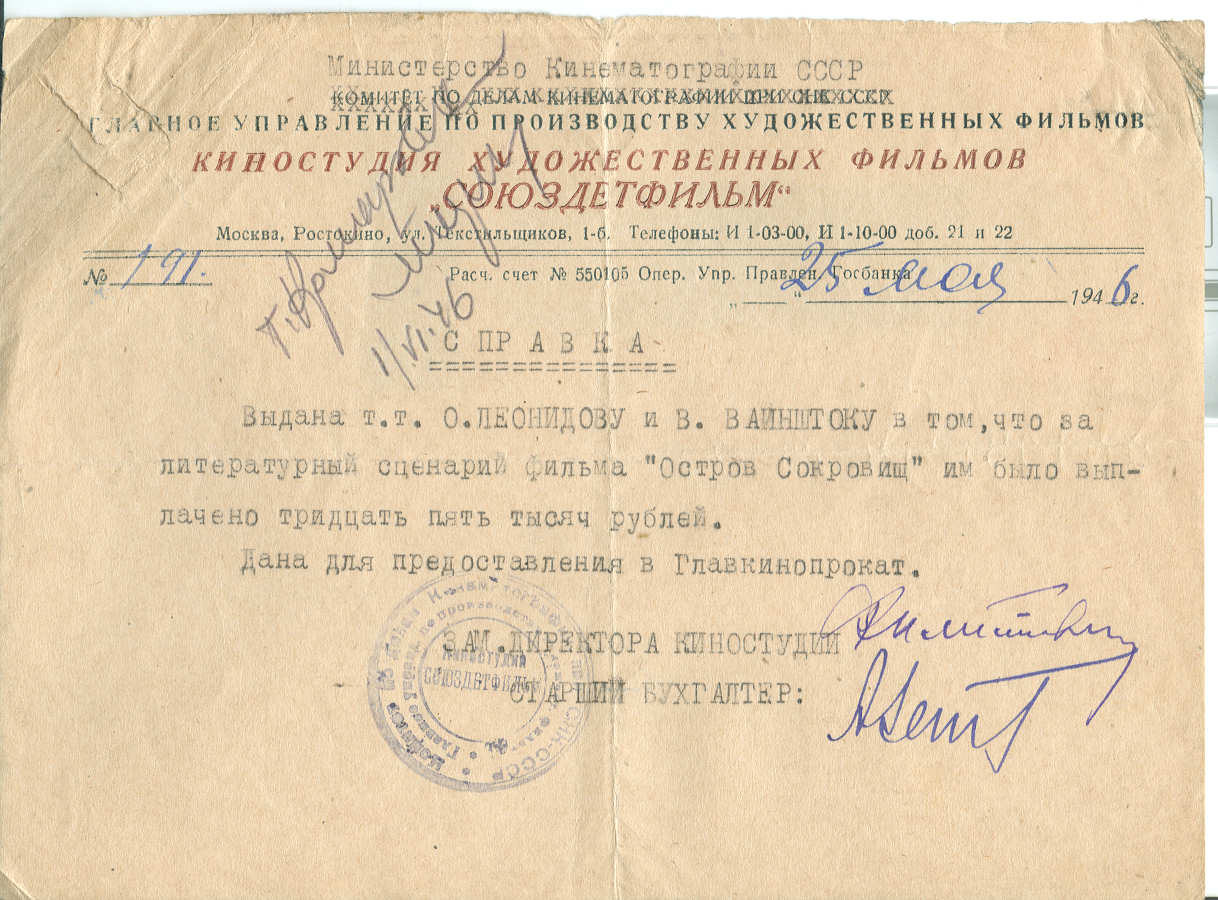 Министерство Кинематографии СССР
КОМИТЕТ ПО ДЕЛАМ КИНЕМАТОГРАФИИ ПРИ СНК СССР
ГЛАВНОЕ УПРАВЛЕНИЕ ПО ПРОИЗВОДСТВУ ХУДОЖЕСТВЕННЫХ ФИЛЬМОВ
КИНОСТУДИЯ ХУДОЖЕСТВЕННЫХ ФИЛЬМОВ
„СОЮЗДЕТФИЛЬМ“
Москва, Ростокино, ул. Текстильщиков, 1-б. Телефоны: И 1-03-00, И 1-10-00 доб. 21 и 22
№ 191.
Расч. счет № 550105 Опер. Упр. Правлен. Госбанка
„ “ 25 мая 1946 г.
1/VI.46
СПРАВКА
Выдана т.т. О.ЛЕОНИДОВУ и В. ВАИНШТОКУ в том,что за
литературный сценарий фильма "Остров Сокровищ" им было вып-
лачено тридцать пять тысяч рублей.
Дана для предоставления в Главкинопрокат.
ЗАМ.ДИРЕКТОРА КИНОСТУДИИ
СТАРШИЙ БУХГАЛТЕР:
КИНОСТУДИЯ
СОЮЗДЕТФИЛЬМ